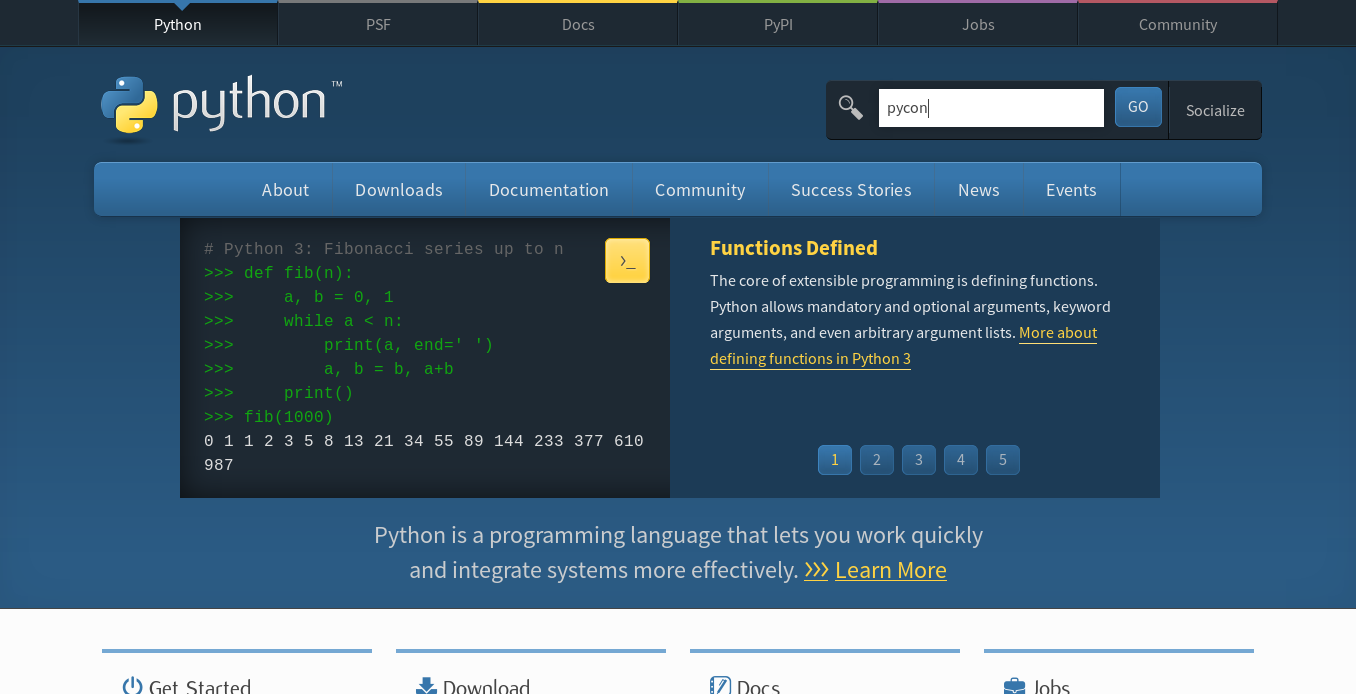 Python
PSF
Docs
PyPI
Jobs
Community
python™
pycon
GO
Socialize
About
Downloads
Documentation
Community
Success Stories
News
Events
# Python 3: Fibonacci series up to n
>>> def fib(n):
>>>     a, b = 0, 1
>>>     while a < n:
>>>         print(a, end=' ')
>>>         a, b = b, a+b
>>>     print()
>>> fib(1000)
0 1 1 2 3 5 8 13 21 34 55 89 144 233 377 610
987
>_
Functions Defined
The core of extensible programming is defining functions.
Python allows mandatory and optional arguments, keyword
arguments, and even arbitrary argument lists. More about
defining functions in Python 3
1
2
3
4
5
Python is a programming language that lets you work quickly
and integrate systems more effectively. >>> Learn More
Get Started
Download
Docs
Jobs